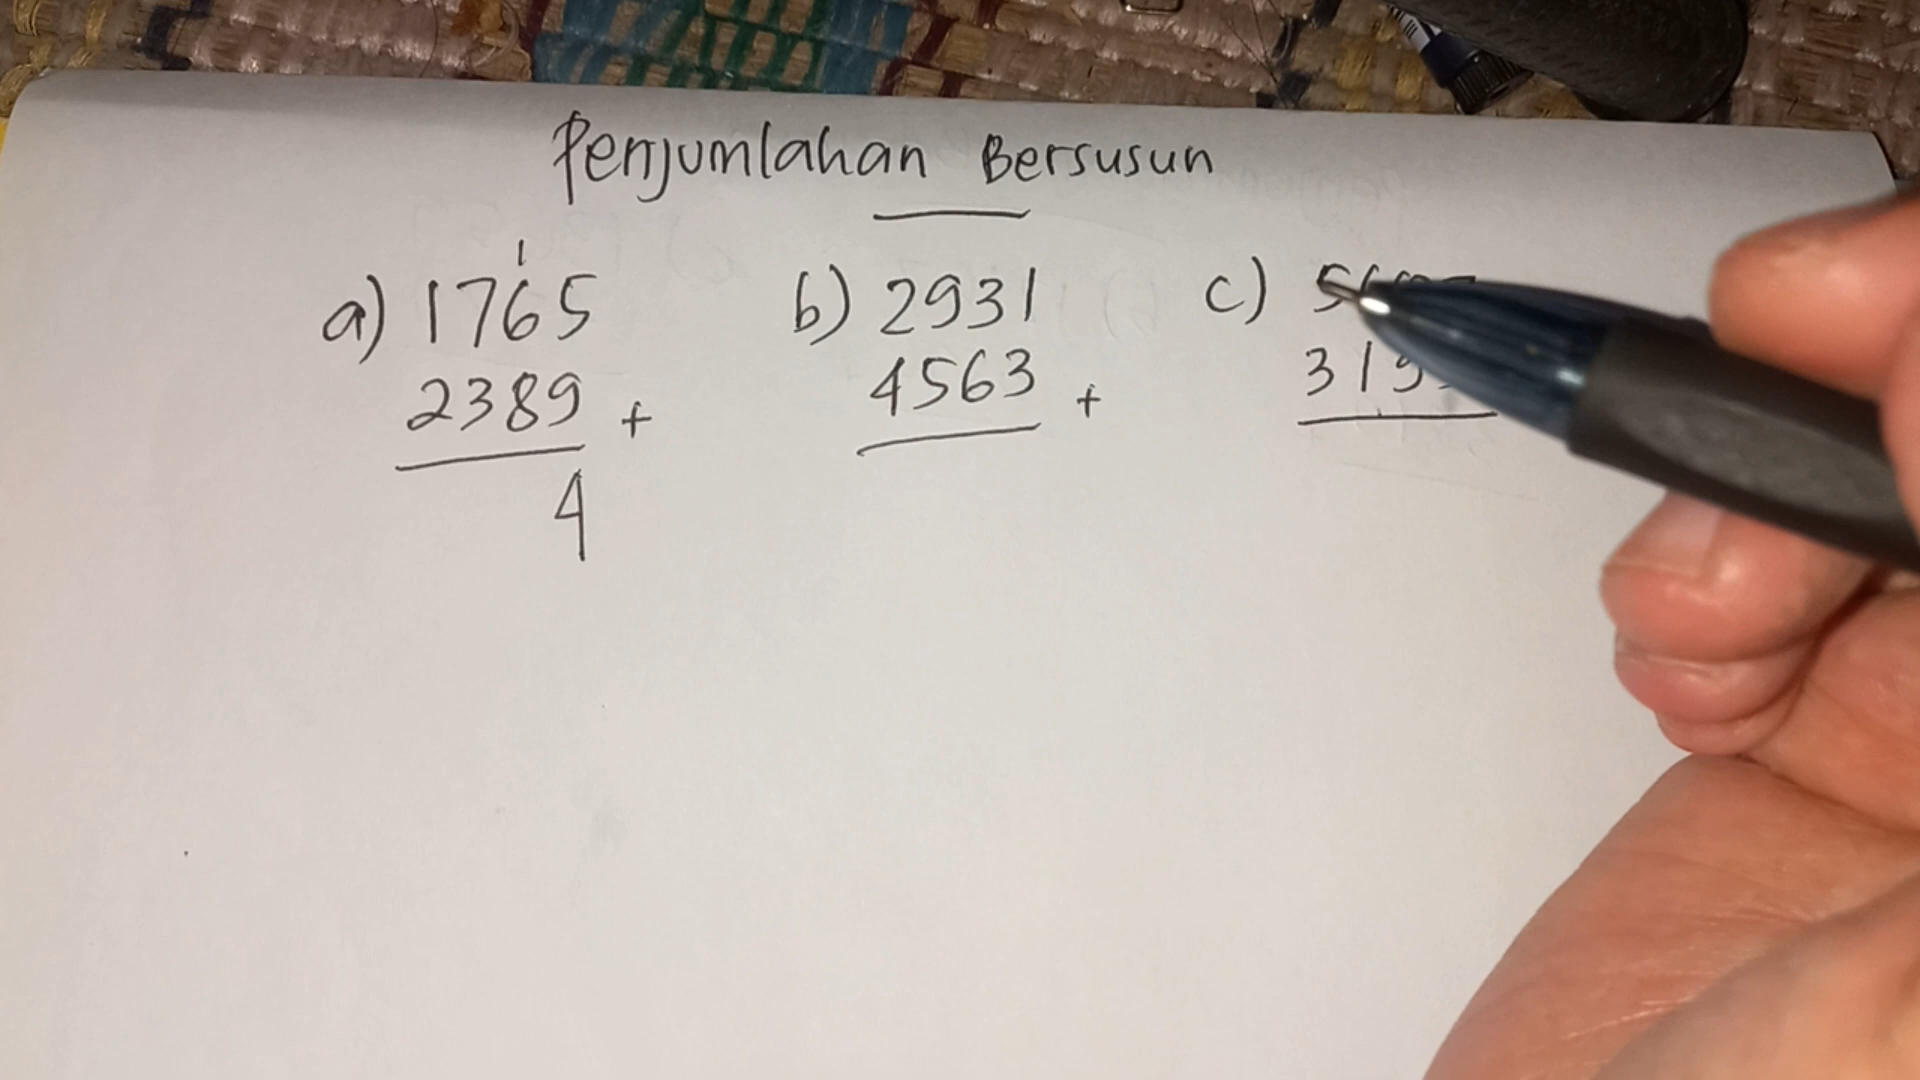 Penjumlahan Bersusun
1
a) 1765 b) 2931 c)
2389 + 4563 +
4